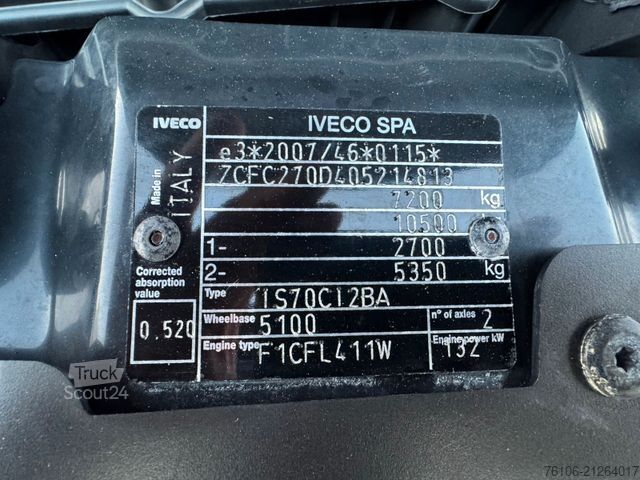 IVECO IVECO SPA
e3*2007/46*0115*
ZCFC270D405214813
7200 kg
10500
1- 2700
2- 5350 kg
Made in ITALY
Type IS70CI2BA
Corrected absorption value
0.520
Wheelbase 5100 nº of axles 2
Engine type F1CFL411W Engine power kW 132
Truck
Scout24
76106-21264017